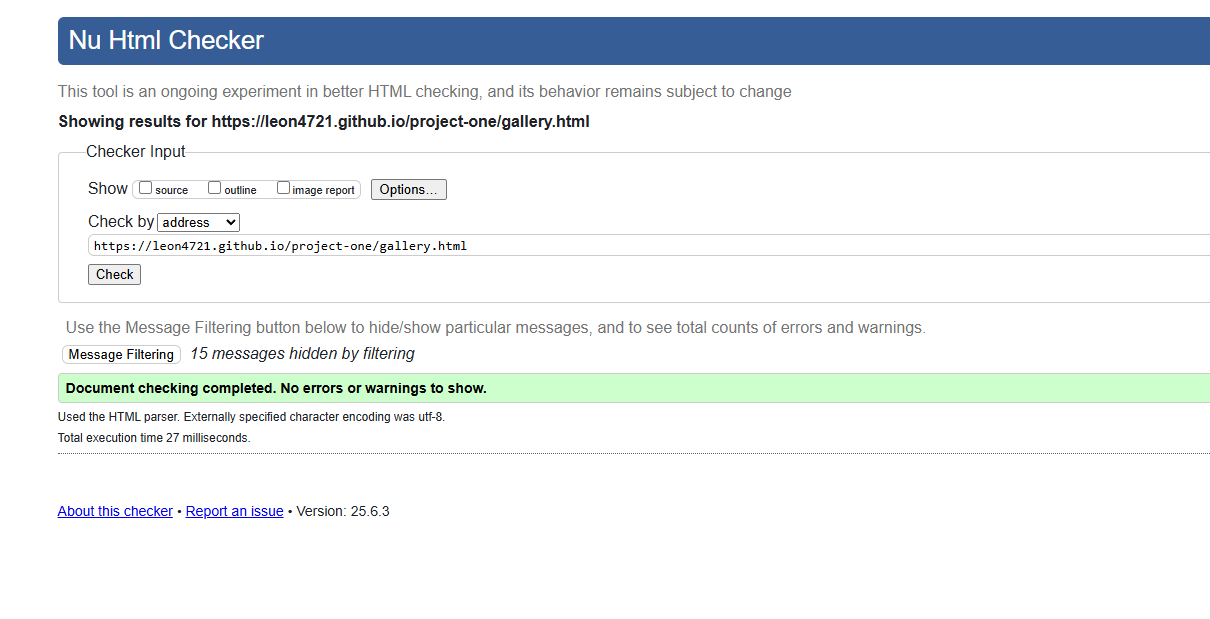 Nu Html Checker
This tool is an ongoing experiment in better HTML checking, and its behavior remains subject to change
Showing results for https://leon4721.github.io/project-one/gallery.html
Checker Input
Show source outline image report Options...
Check by address
https://leon4721.github.io/project-one/gallery.html
Check
Use the Message Filtering button below to hide/show particular messages, and to see total counts of errors and warnings.
Message Filtering 15 messages hidden by filtering
Document checking completed. No errors or warnings to show.
Used the HTML parser. Externally specified character encoding was utf-8.
Total execution time 27 milliseconds.
About this checker • Report an issue • Version: 25.6.3